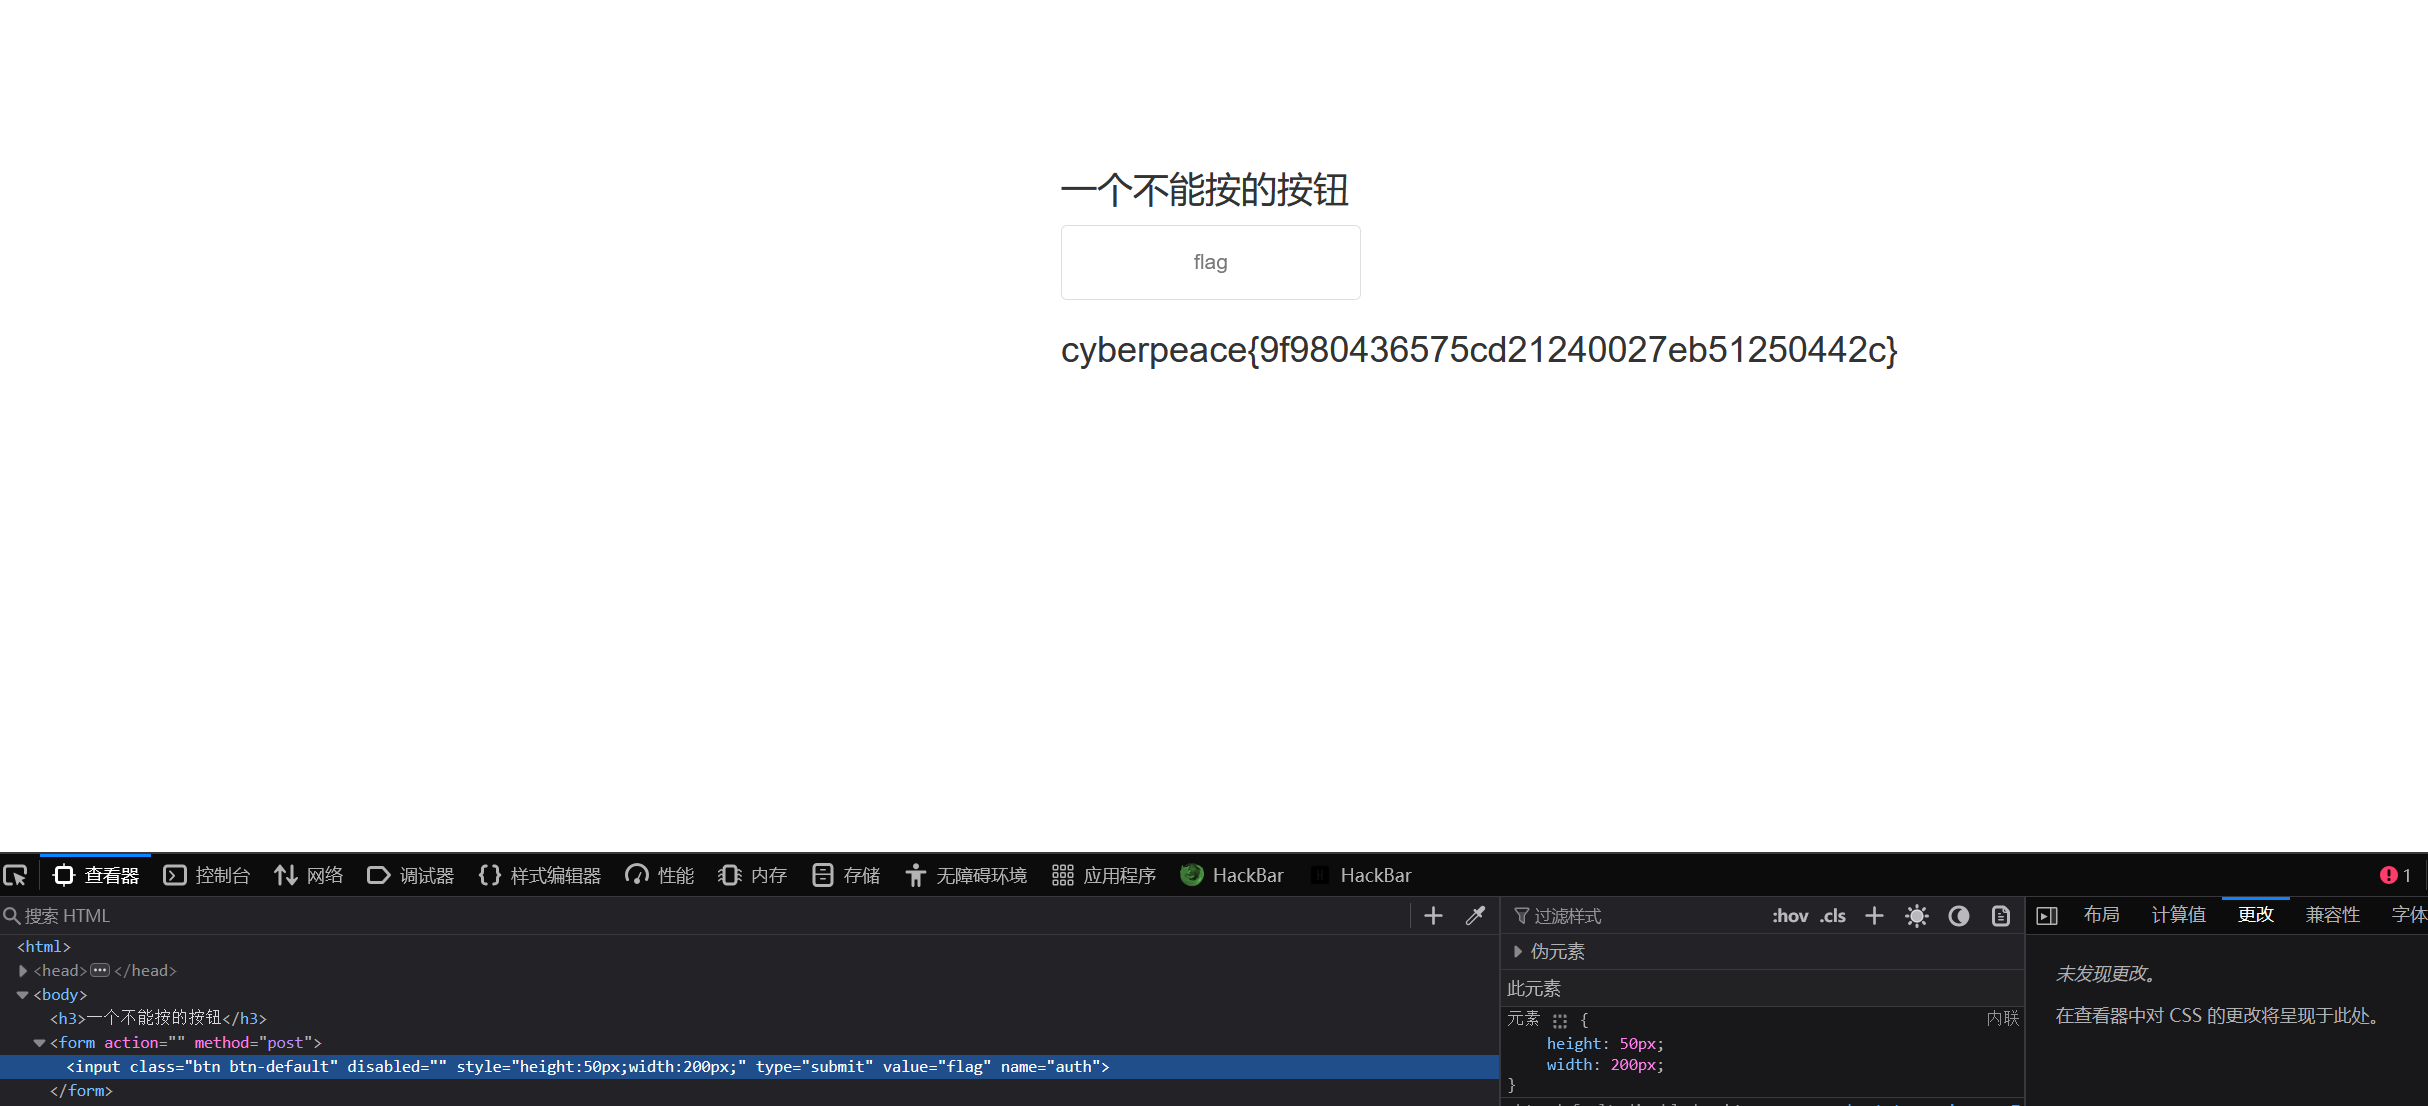 一个不能按的按钮
flag
cyberpeace{9f980436575cd21240027eb51250442c}
查看器 控制台 网络 调试器 样式编辑器 性能 内存 存储 无障碍环境 应用程序 HackBar HackBar 1
搜索 HTML
<html>
<head> </head>
<body>
<h3>一个不能按的按钮</h3>
<form action="" method="post">
<input class="btn btn-default" disabled="" style="height:50px;width:200px;" type="submit" value="flag" name="auth">
</form>
过滤样式 :hov .cls
伪元素
此元素
元素 { 内联
height: 50px;
width: 200px;
}
布局 计算值 更改 兼容性 字体
未发现更改。
在查看器中对 CSS 的更改将呈现于此处。